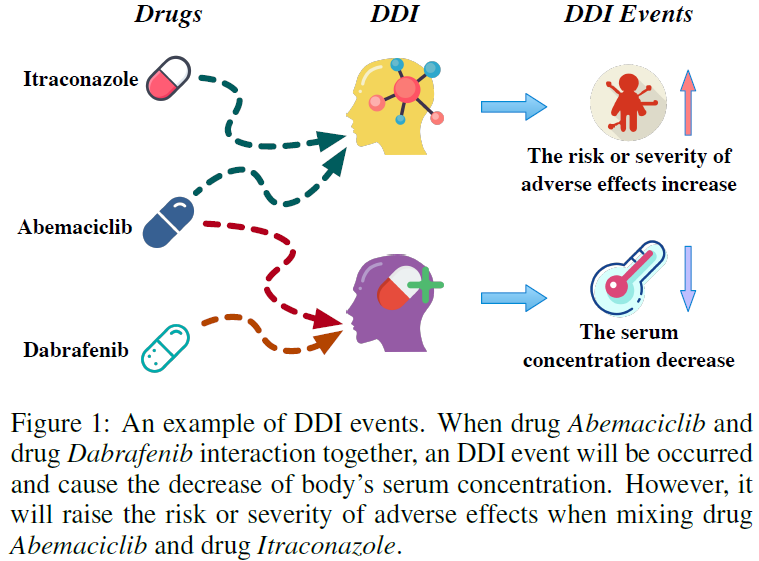 Drugs DDI DDI Events
Itraconazole
The risk or severity of
adverse effects increase
Abemaciclib
Dabrafenib
The serum
concentration decrease
Figure 1: An example of DDI events. When drug Abemaciclib and
drug Dabrafenib interaction together, an DDI event will be occurred
and cause the decrease of body's serum concentration. However, it
will raise the risk or severity of adverse effects when mixing drug
Abemaciclib and drug Itraconazole.